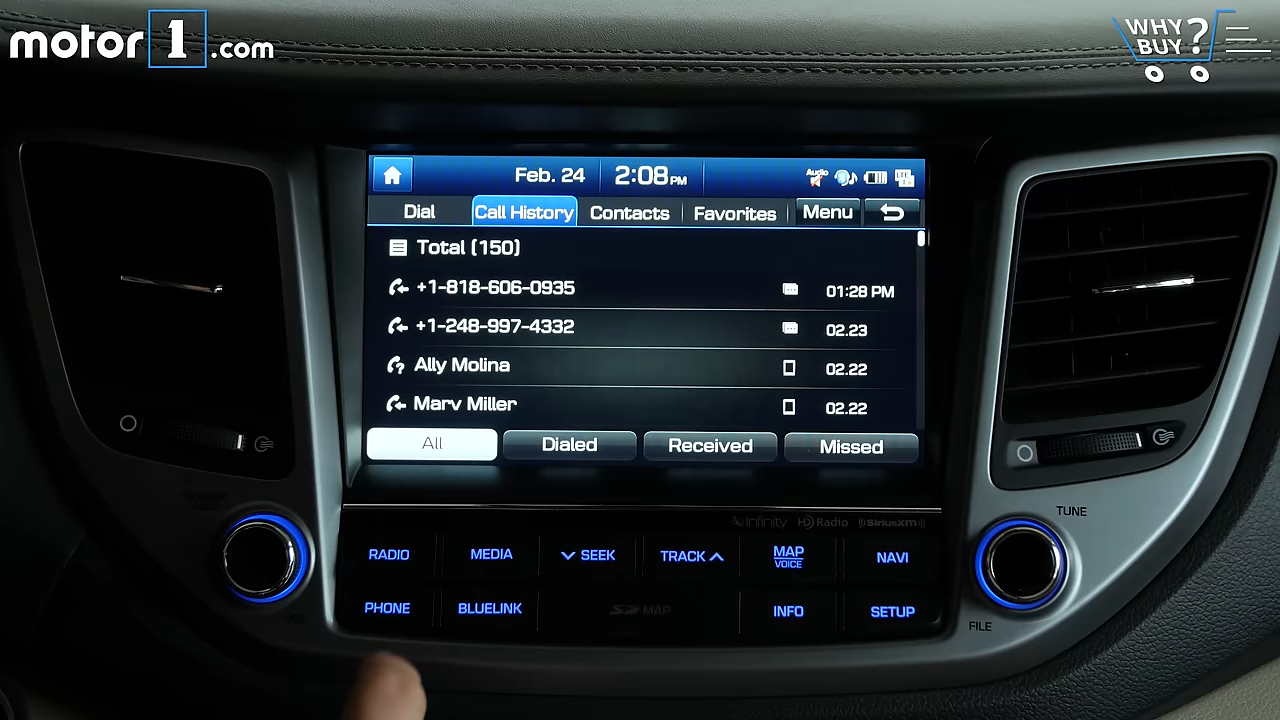 motor1.com
WHY BUY?
Feb. 24 2:08 PM Audio
Dial Call History Contacts Favorites Menu
Total (150)
+1-818-606-0935 01:28 PM
+1-248-997-4332 02.23
Ally Molina 02.22
Marv Miller 02.22
All Dialed Received Missed
infinity HD Radio SiriusXM
TUNE
RADIO MEDIA SEEK TRACK MAP VOICE NAVI
PHONE BLUELINK SD MAP INFO SETUP
FILE